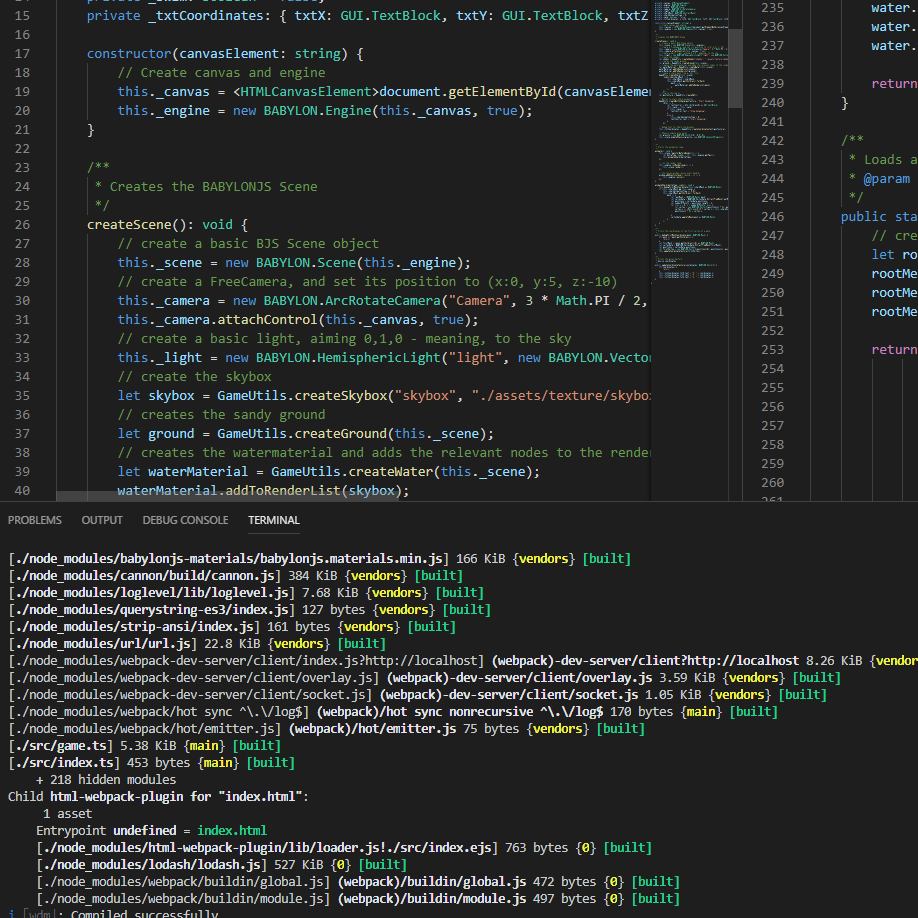 15 private _txtCoordinates: { txtX: GUI.TextBlock, txtY: GUI.TextBlock, txtZ
16
17 constructor(canvasElement: string) {
18 // Create canvas and engine
19 this._canvas = <HTMLCanvasElement>document.getElementById(canvasElemen
20 this._engine = new BABYLON.Engine(this._canvas, true);
21 }
22
23 /**
24 * Creates the BABYLONJS Scene
25 */
26 createScene(): void {
27 // create a basic BJS Scene object
28 this._scene = new BABYLON.Scene(this._engine);
29 // create a FreeCamera, and set its position to (x:0, y:5, z:-10)
30 this._camera = new BABYLON.ArcRotateCamera("Camera", 3 * Math.PI / 2,
31 this._camera.attachControl(this._canvas, true);
32 // create a basic light, aiming 0,1,0 - meaning, to the sky
33 this._light = new BABYLON.HemisphericLight("light", new BABYLON.Vector
34 // create the skybox
35 let skybox = GameUtils.createSkybox("skybox", "./assets/texture/skybox
36 // creates the sandy ground
37 let ground = GameUtils.createGround(this._scene);
38 // creates the watermaterial and adds the relevant nodes to the render
39 let waterMaterial = GameUtils.createWater(this._scene);
40 waterMaterial.addToRenderList(skybox);
235 water.
236 water.
237 water.
238
239 return
240 }
241
242 /**
243 * Loads a
244 * @param
245 */
246 public sta
247 // cre
248 let ro
249 rootMe
250 rootMe
251 rootMe
252
253 return
254
255
256
257
258
259
260
261
PROBLEMS OUTPUT DEBUG CONSOLE TERMINAL
[./node_modules/babylonjs-materials/babylonjs.materials.min.js] 166 KiB {vendors} [built]
[./node_modules/cannon/build/cannon.js] 384 KiB {vendors} [built]
[./node_modules/loglevel/lib/loglevel.js] 7.68 KiB {vendors} [built]
[./node_modules/querystring-es3/index.js] 127 bytes {vendors} [built]
[./node_modules/strip-ansi/index.js] 161 bytes {vendors} [built]
[./node_modules/url/url.js] 22.8 KiB {vendors} [built]
[./node_modules/webpack-dev-server/client/index.js?http://localhost] (webpack)-dev-server/client?http://localhost 8.26 KiB {vendor
[./node_modules/webpack-dev-server/client/overlay.js] (webpack)-dev-server/client/overlay.js 3.59 KiB {vendors} [built]
[./node_modules/webpack-dev-server/client/socket.js] (webpack)-dev-server/client/socket.js 1.05 KiB {vendors} [built]
[./node_modules/webpack/hot sync ^\.\/log$] (webpack)/hot sync nonrecursive ^\.\/log$ 170 bytes {main} [built]
[./node_modules/webpack/hot/emitter.js] (webpack)/hot/emitter.js 75 bytes {vendors} [built]
[./src/game.ts] 5.38 KiB {main} [built]
[./src/index.ts] 453 bytes {main} [built]
+ 218 hidden modules
Child html-webpack-plugin for "index.html":
1 asset
Entrypoint undefined = index.html
[./node_modules/html-webpack-plugin/lib/loader.js!./src/index.ejs] 763 bytes {0} [built]
[./node_modules/lodash/lodash.js] 527 KiB {0} [built]
[./node_modules/webpack/buildin/global.js] (webpack)/buildin/global.js 472 bytes {0} [built]
[./node_modules/webpack/buildin/module.js] (webpack)/buildin/module.js 497 bytes {0} [built]
i [wdm]: Compiled successfully